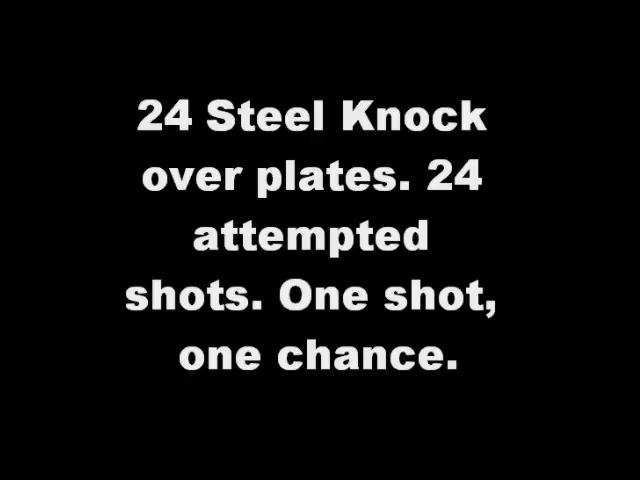 24 Steel Knock
over plates. 24
attempted
shots. One shot,
one chance.